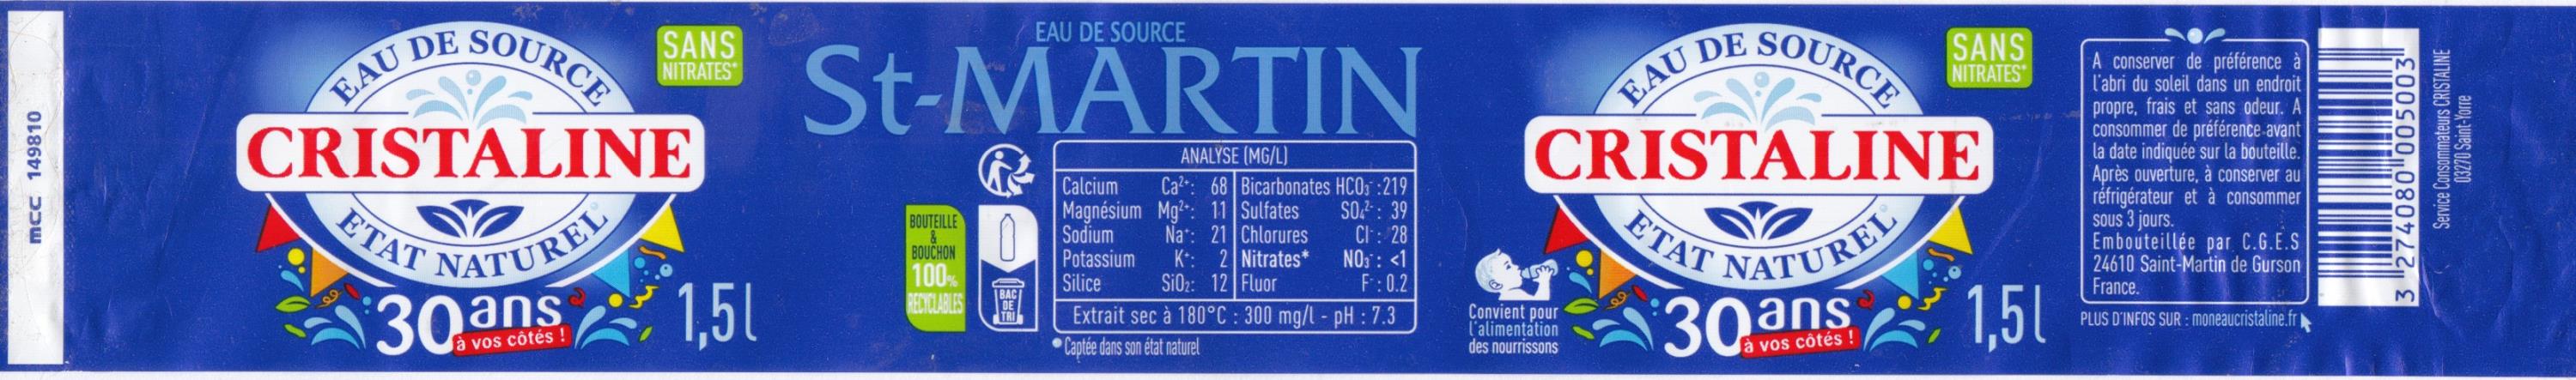 mcc 149810
EAU DE SOURCE
CRISTALINE
ETAT NATUREL
30 ans
à vos côtés !
SANS
NITRATES*
1,5 l
EAU DE SOURCE
St-MARTIN
BOUTEILLE
&
BOUCHON
100%
RECYCLABLES
BAC
DE
TRI
ANALYSE (MG/L)
Calcium Ca²⁺: 68 Bicarbonates HCO₃⁻: 219
Magnésium Mg²⁺: 11 Sulfates SO₄²⁻: 39
Sodium Na⁺: 21 Chlorures Cl⁻: 28
Potassium K⁺: 2 Nitrates* NO₃⁻: <1
Silice SiO₂: 12 Fluor F⁻: 0.2
Extrait sec à 180°C : 300 mg/l - pH : 7.3
Captée dans son état naturel
Convient pour
l'alimentation
des nourrissons
EAU DE SOURCE
CRISTALINE
ETAT NATUREL
30 ans
à vos côtés !
SANS
NITRATES*
1,5 l
A conserver de préférence à
l'abri du soleil dans un endroit
propre, frais et sans odeur. A
consommer de préférence avant
la date indiquée sur la bouteille.
Après ouverture, à conserver au
réfrigérateur et à consommer
sous 3 jours.
Embouteillée par C.G.E.S
24610 Saint-Martin de Gurson
France.
PLUS D'INFOS SUR : moneaucristaline.fr
3 274080 005003
Service Consommateurs CRISTALINE
03270 Saint-Yorre